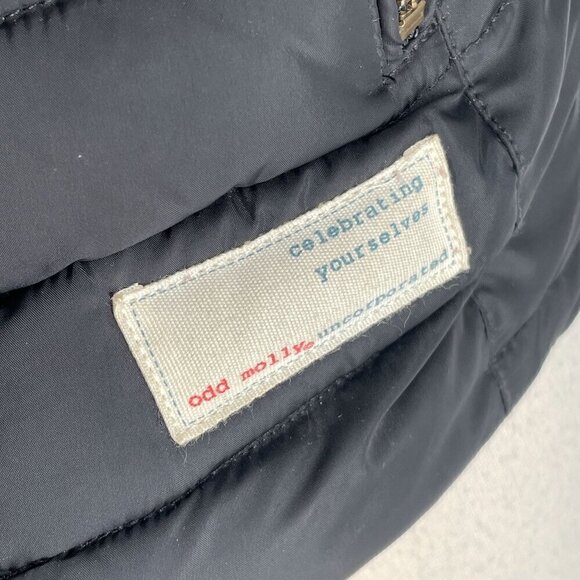 celebrating
yourselves
odd molly® uncorporated